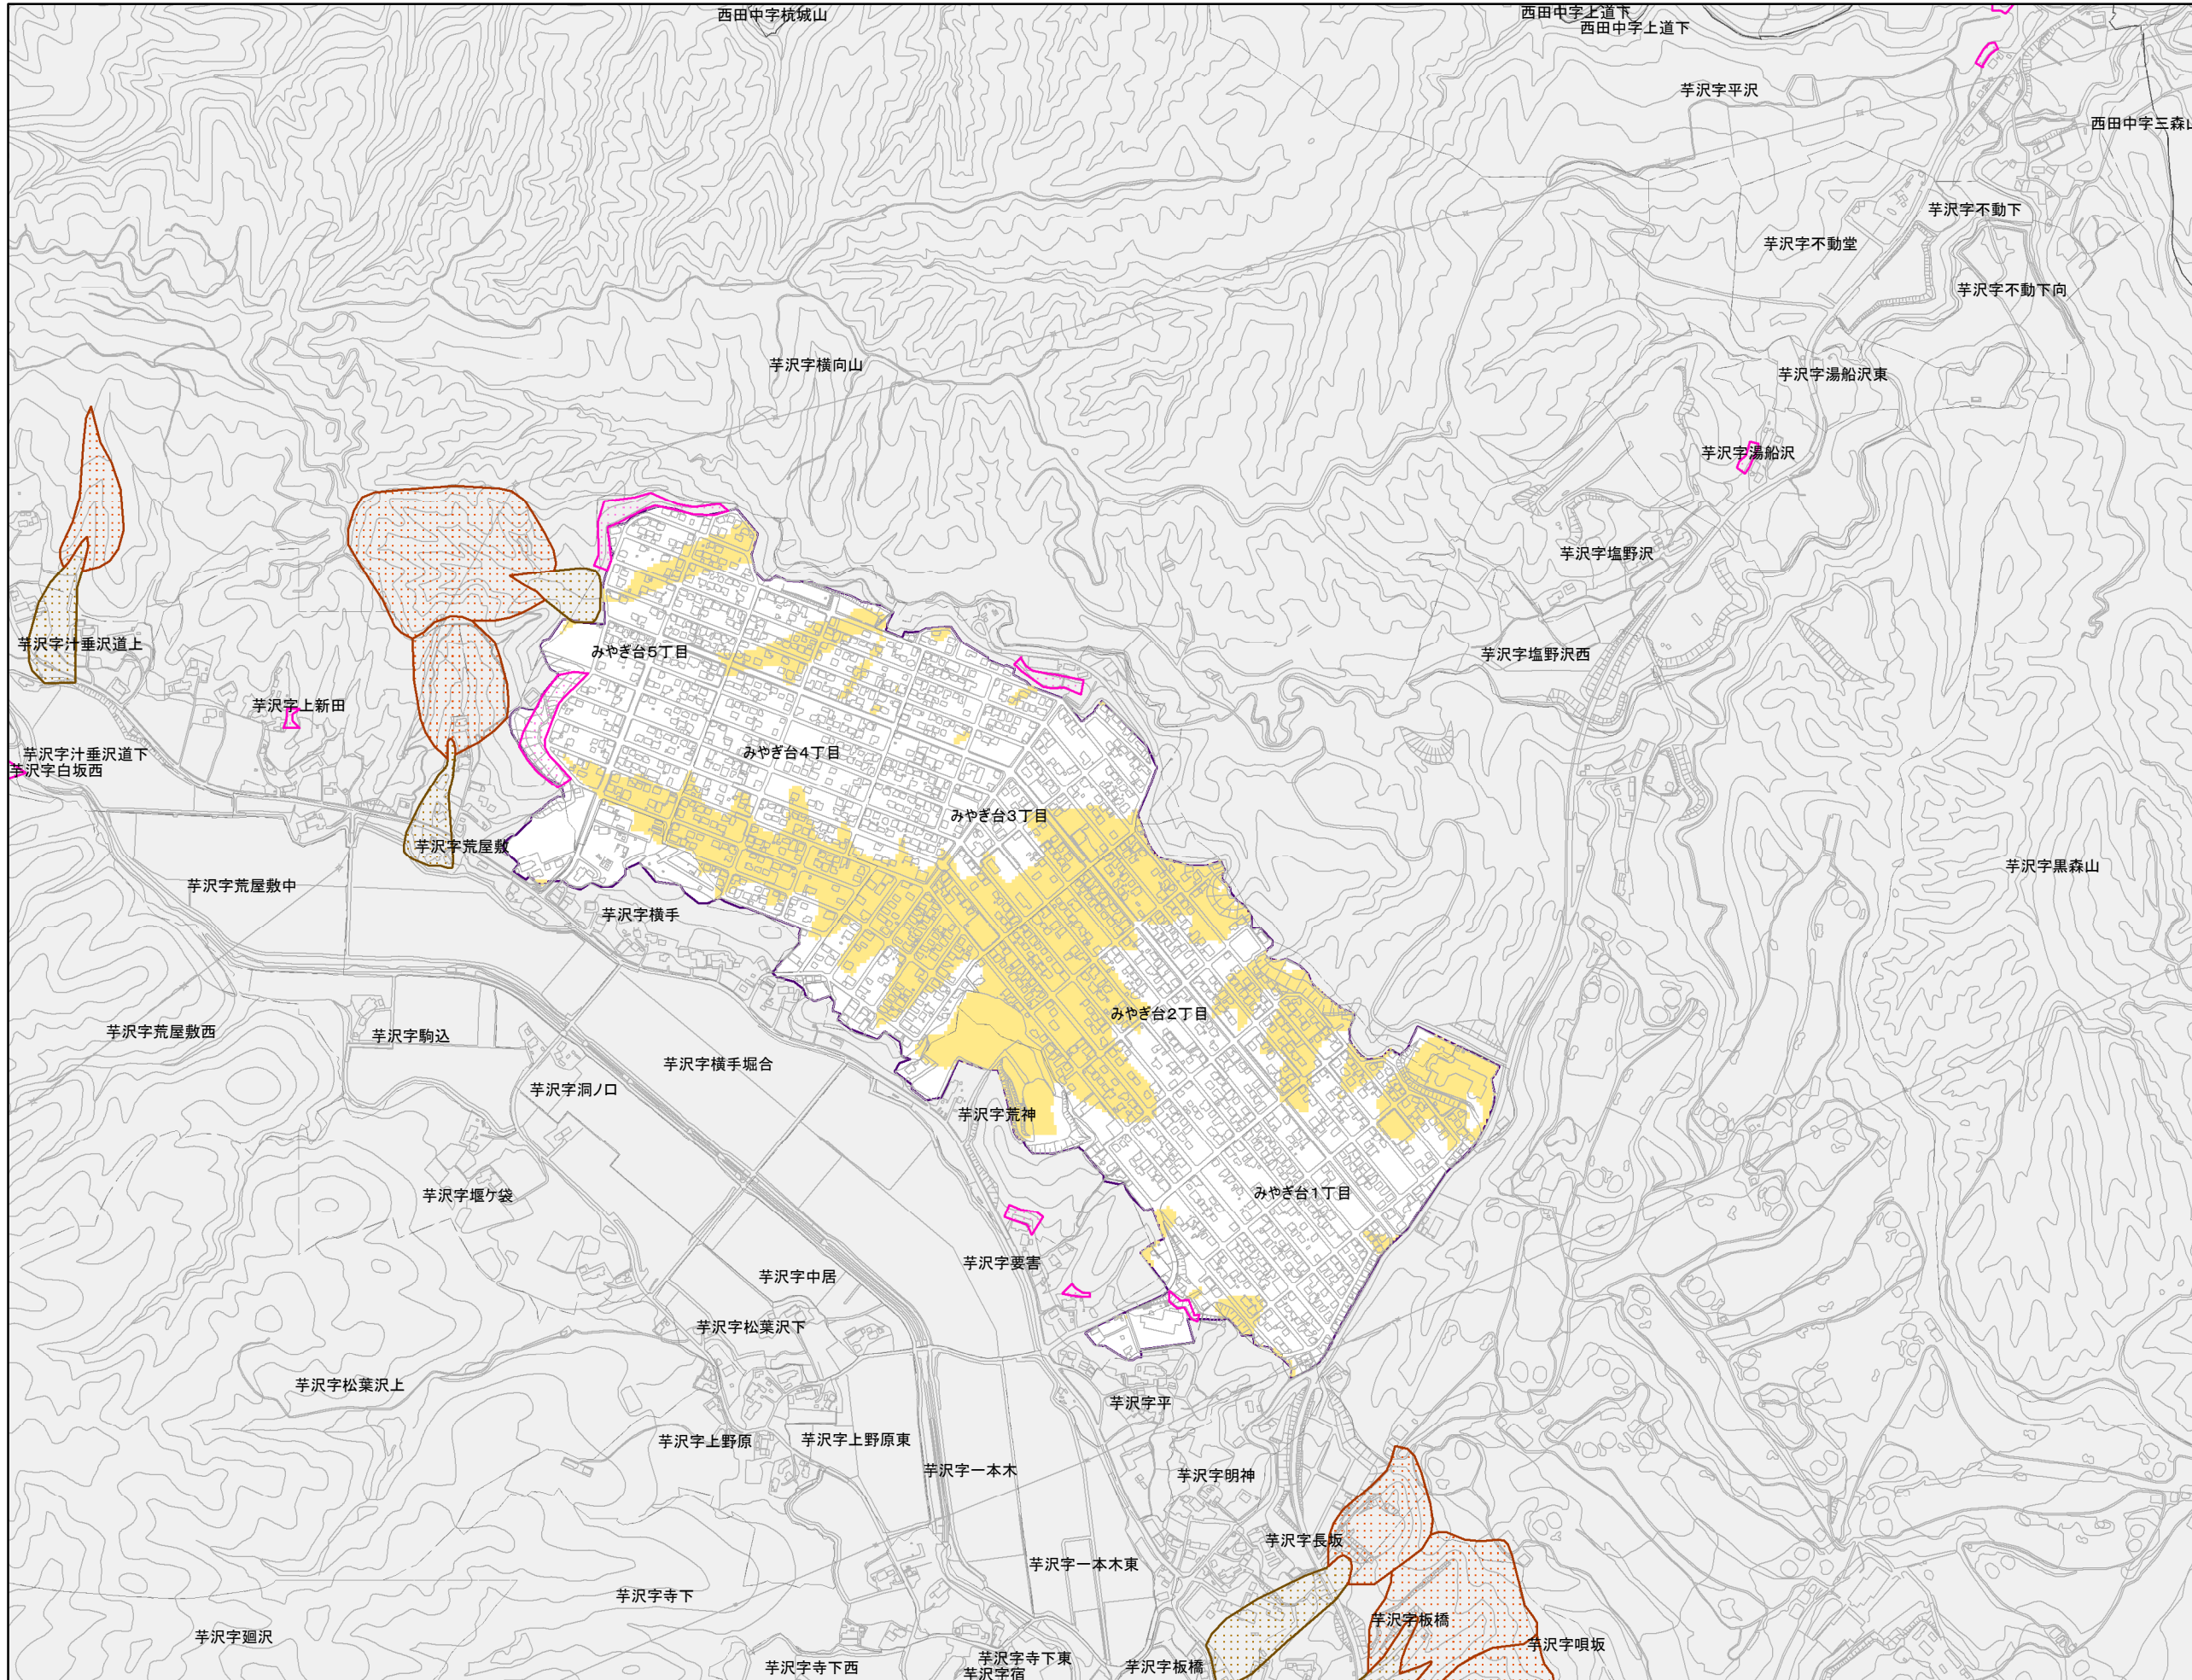 西田中字杭城山
西田中字上道下
西田中字上道下
芋沢字平沢
西田中字三森山
芋沢字不動下
芋沢字不動堂
芋沢字不動下向
芋沢字横向山
芋沢字湯船沢東
芋沢字湯船沢
芋沢字塩野沢
芋沢字汁垂沢道上
みやぎ台5丁目
芋沢字塩野沢西
芋沢字上新田
芋沢字汁垂沢道下
芋沢字白坂西
みやぎ台4丁目
みやぎ台3丁目
芋沢字荒屋敷
芋沢字黒森山
芋沢字荒屋敷中
芋沢字横手
みやぎ台2丁目
芋沢字荒屋敷西
芋沢字駒込
芋沢字横手堀合
芋沢字洞ノ口
芋沢字荒神
芋沢字堰ケ袋
みやぎ台1丁目
芋沢字要害
芋沢字中居
芋沢字松葉沢下
芋沢字松葉沢上
芋沢字平
芋沢字上野原
芋沢字上野原東
芋沢字一本木
芋沢字明神
芋沢字長坂
芋沢字一本木東
芋沢字寺下
芋沢字板橋
芋沢字廻沢
芋沢字唄坂
芋沢字寺下東
芋沢字寺下西
芋沢字板橋
芋沢字宿